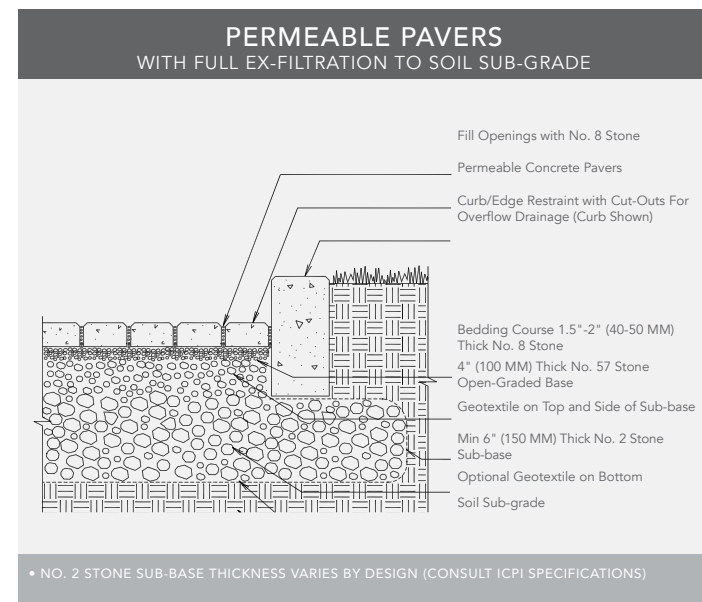 PERMEABLE PAVERS
WITH FULL EX-FILTRATION TO SOIL SUB-GRADE
Fill Openings with No. 8 Stone
Permeable Concrete Pavers
Curb/Edge Restraint with Cut-Outs For
Overflow Drainage (Curb Shown)
Bedding Course 1.5"-2" (40-50 MM)
Thick No. 8 Stone
4" (100 MM) Thick No. 57 Stone
Open-Graded Base
Geotextile on Top and Side of Sub-base
Min 6" (150 MM) Thick No. 2 Stone
Sub-base
Optional Geotextile on Bottom
Soil Sub-grade
• NO. 2 STONE SUB-BASE THICKNESS VARIES BY DESIGN (CONSULT ICPI SPECIFICATIONS)